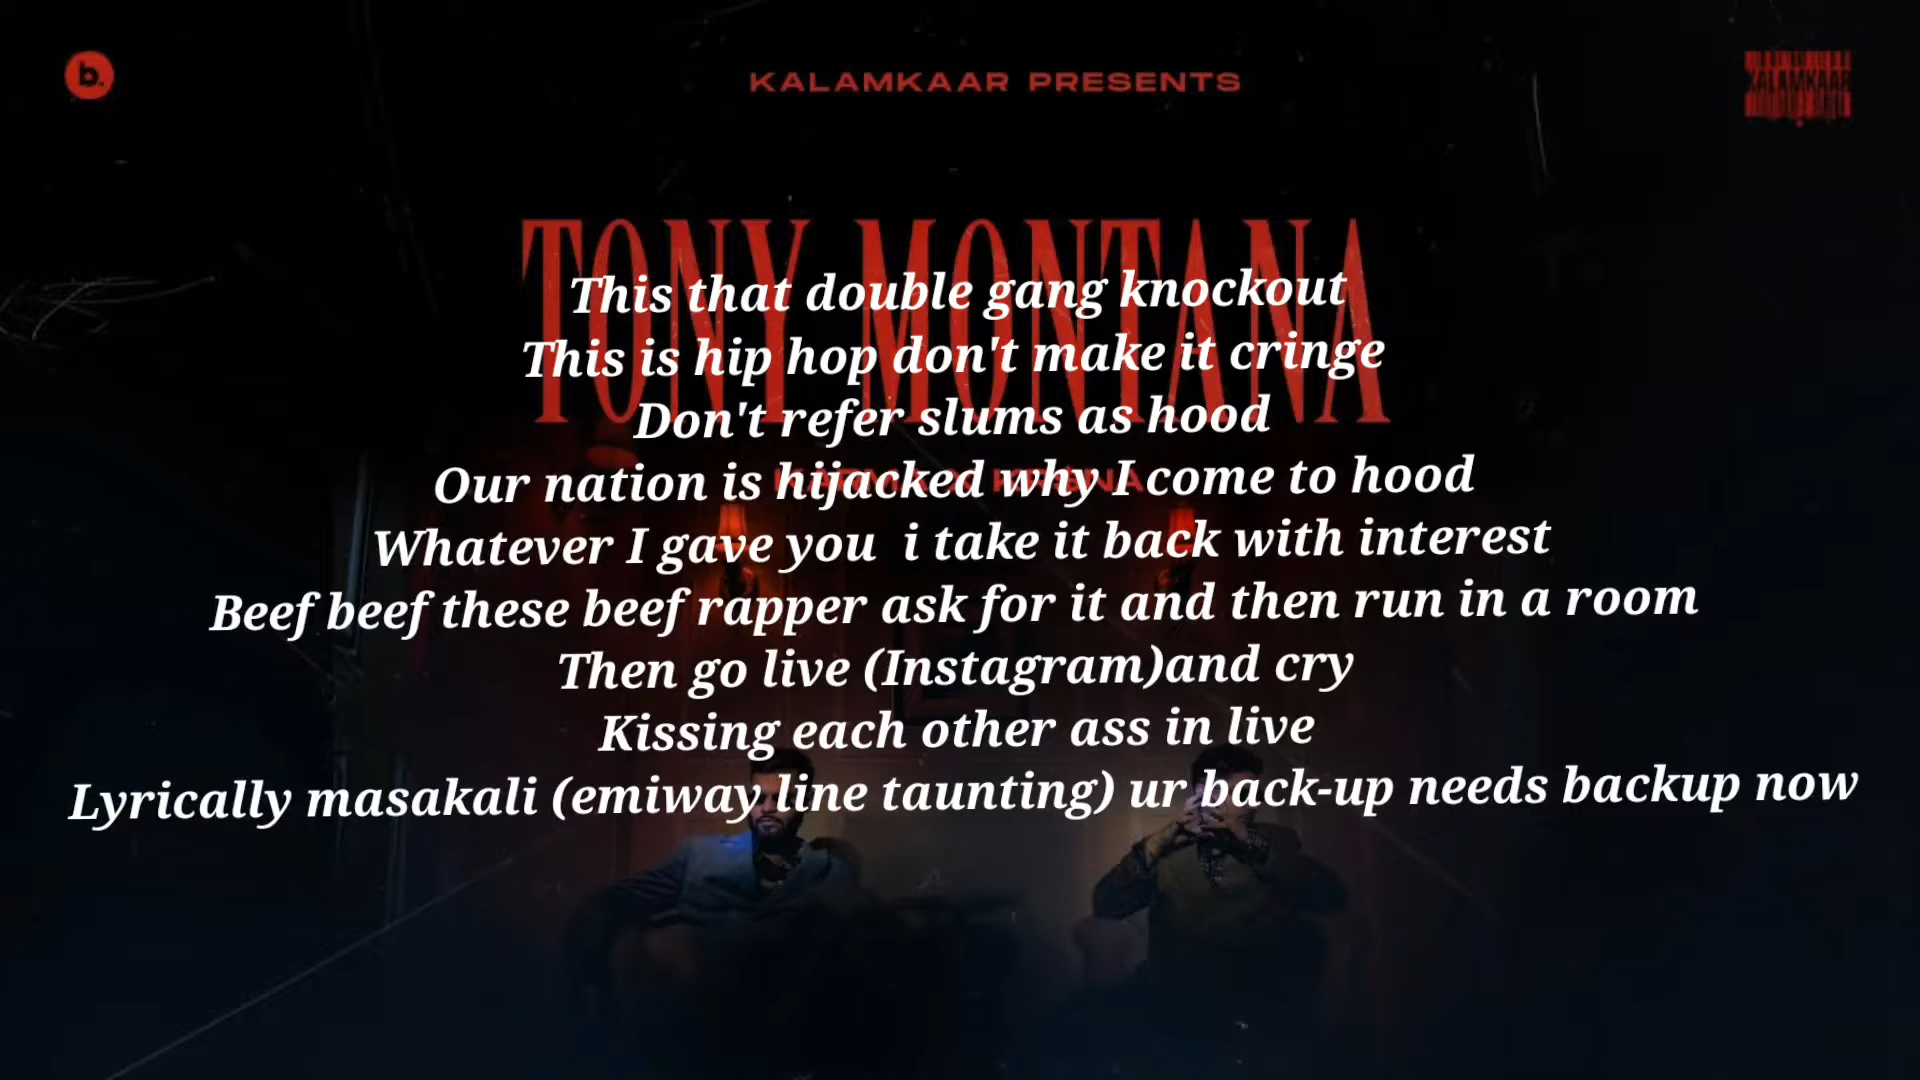 b.
KALAMKAAR PRESENTS
KALAMKAAR
TONY MONTANA
This that double gang knockout
This is hip hop don't make it cringe
Don't refer slums as hood
Our nation is hijacked why I come to hood
Whatever I gave you  i take it back with interest
Beef beef these beef rapper ask for it and then run in a room
Then go live (Instagram)and cry
Kissing each other ass in live
Lyrically masakali (emiway line taunting) ur back-up needs backup now